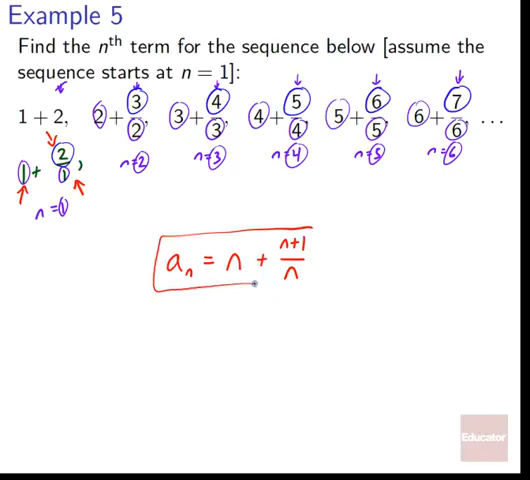 Example 5
Find the nth term for the sequence below [assume the
sequence starts at n = 1]:
1 + 2, 2 + 3/2, 3 + 4/3, 4 + 5/4, 5 + 6/5, 6 + 7/6, ...
1 + 2/1,
n=1 n=2 n=3 n=4 n=5 n=6
aₙ = n + (n+1)/n
Educator